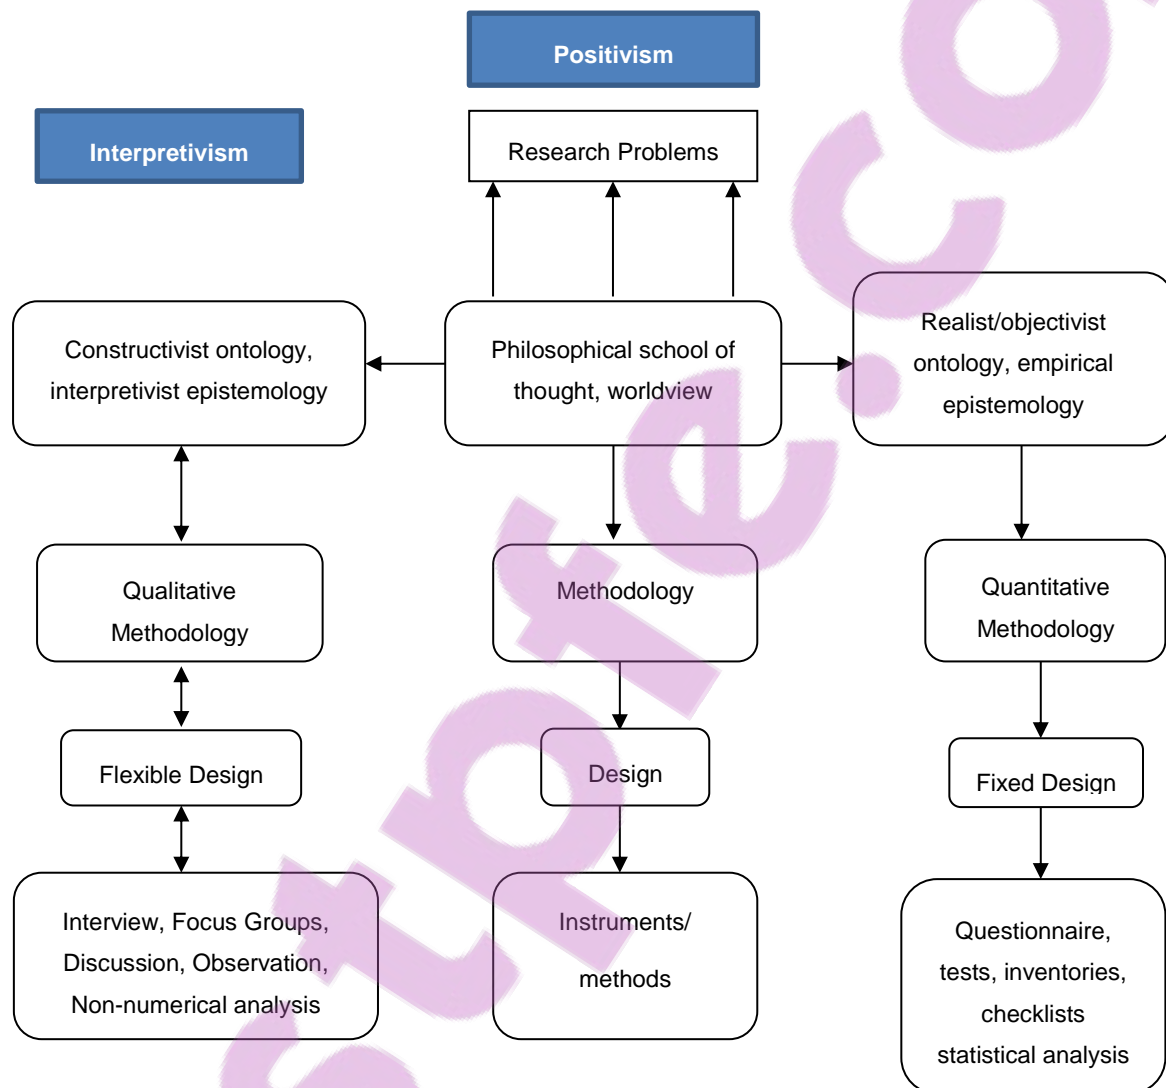 Positivism
Interpretivism
Research Problems
Constructivist ontology,
interpretivist epistemology
Philosophical school of
thought, worldview
Realist/objectivist
ontology, empirical
epistemology
Qualitative
Methodology
Methodology
Quantitative
Methodology
Flexible Design
Design
Fixed Design
Interview, Focus Groups,
Discussion, Observation,
Non-numerical analysis
Instruments/
methods
Questionnaire,
tests, inventories,
checklists
statistical analysis
stpfe.co